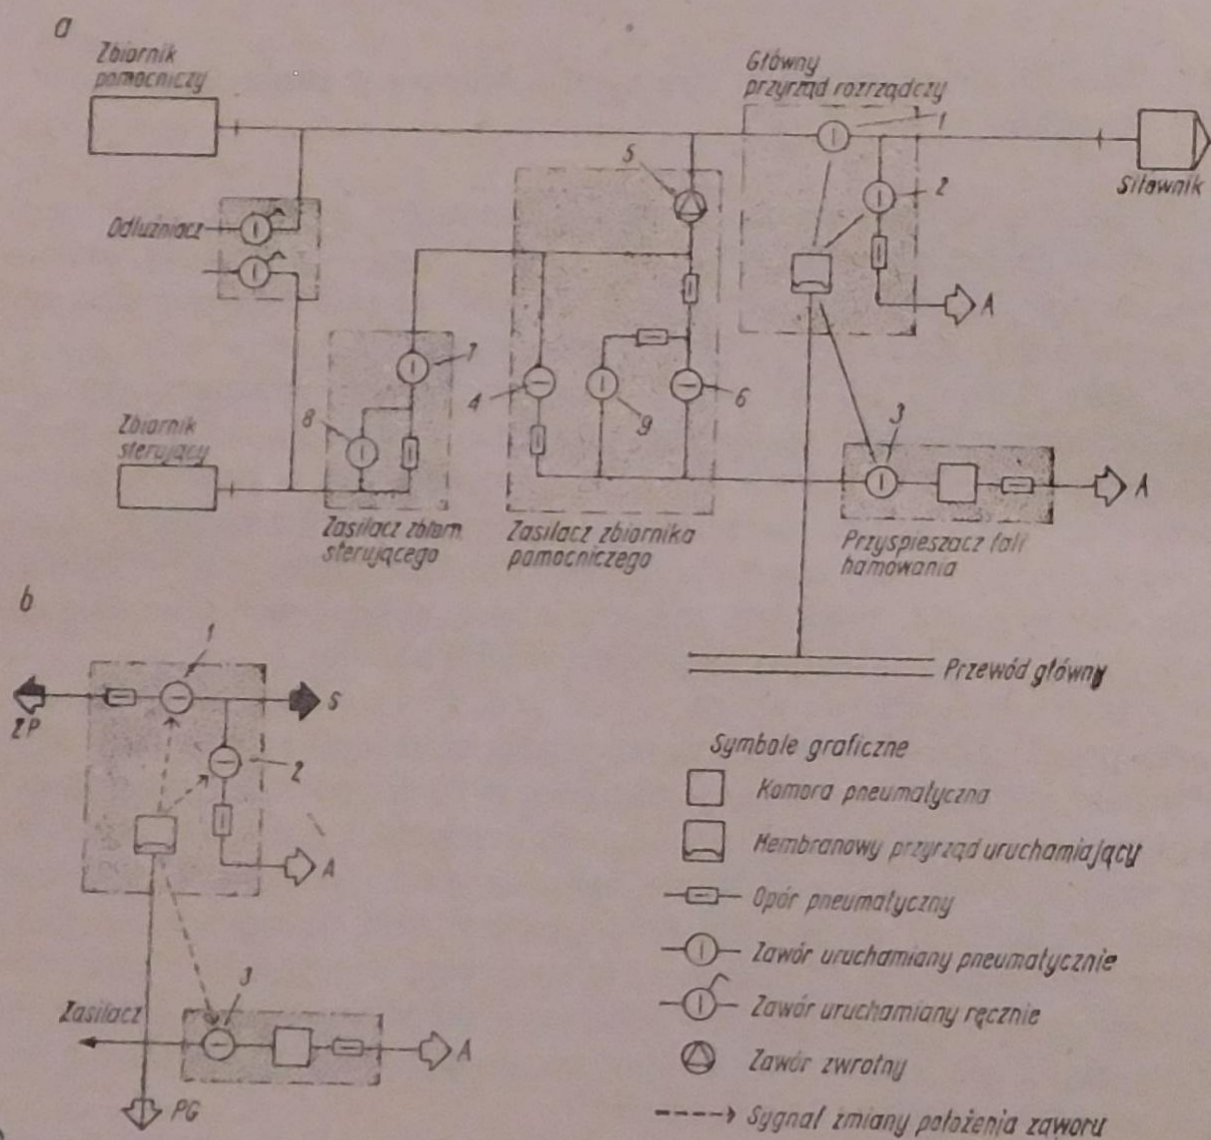 a
Zbiornik
pomocniczy
Główny
przyrząd rozrządczy
1
5
2
Siłownik
Odluźniacz
A
7
4
9
6
8
3
Zbiornik
sterujący
A
Zasilacz zbiorn.
sterującego
Zasilacz zbiornika
pomocniczego
Przyspieszacz fali
hamowania
b
1
Przewód główny
ZP
S
2
A
Symbole graficzne
Komora pneumatyczna
Membranowy przyrząd uruchamiający
Opór pneumatyczny
Zawór uruchamiany pneumatycznie
Zawór uruchamiany ręcznie
Zawór zwrotny
Sygnał zmiany położenia zaworu
3
Zasilacz
A
PG